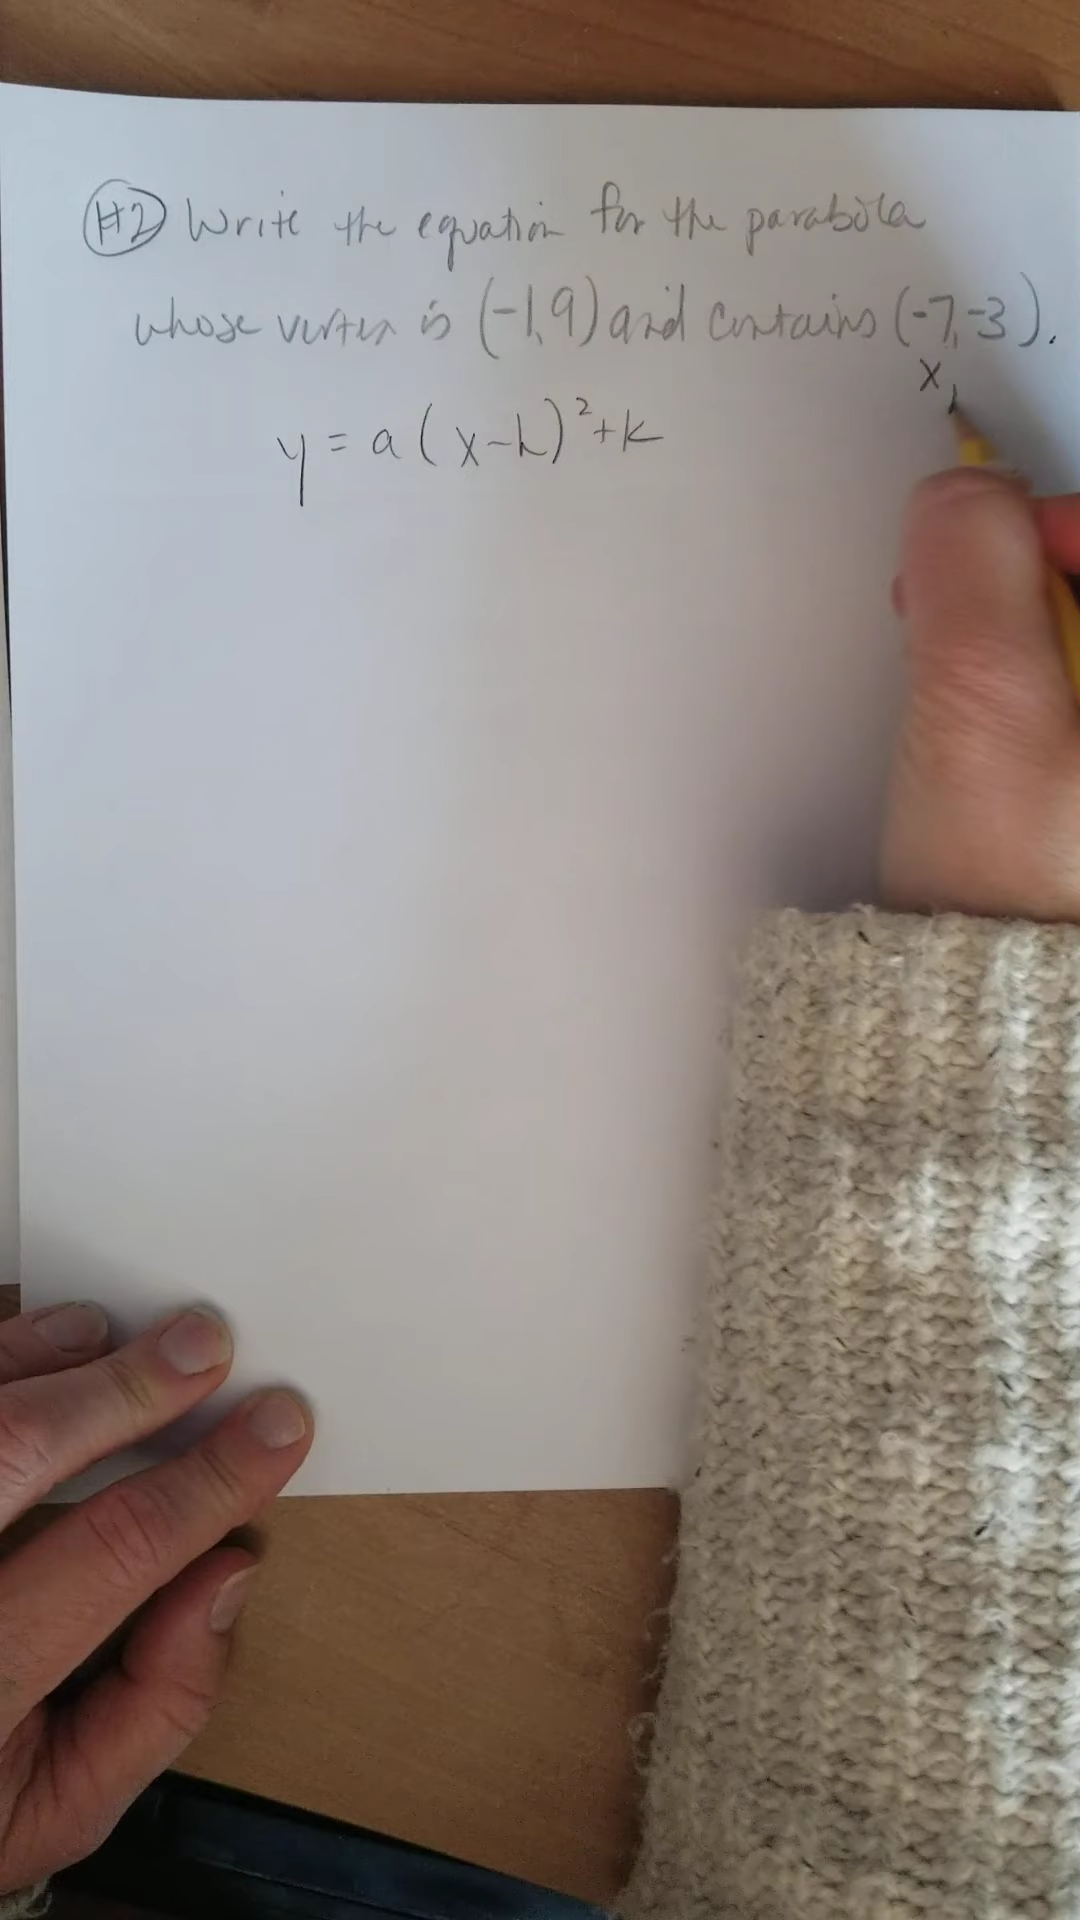 #2 Write the equation for the parabola
whose vertex is (-1,9) and contains (-7,-3).
x,
y = a(x-h)²+k